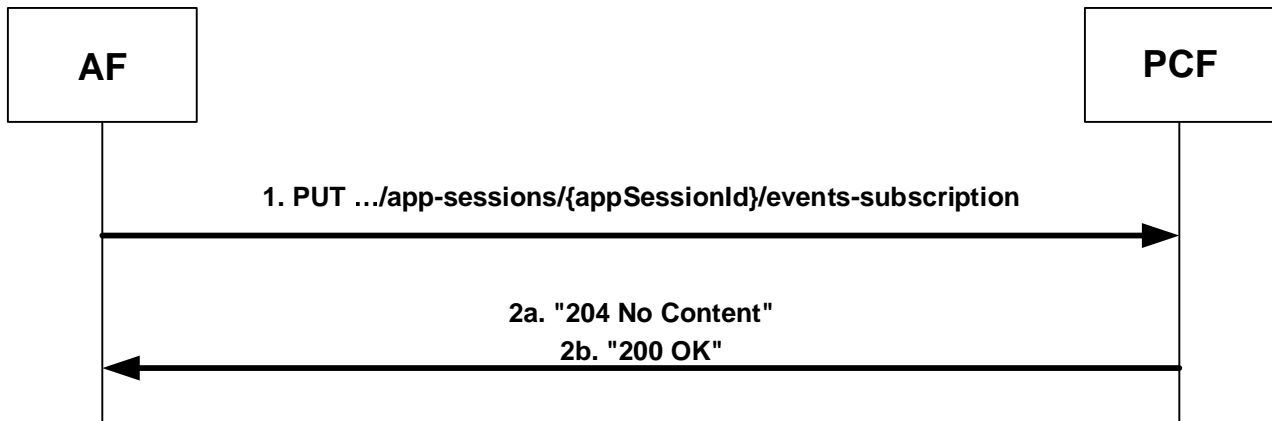 AF
PCF
1. PUT …/app-sessions/{appSessionId}/events-subscription
2a. "204 No Content"
2b. "200 OK"